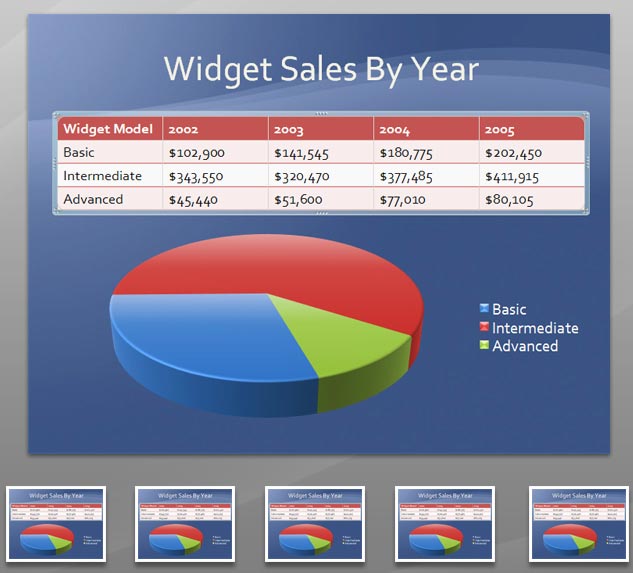 Widget Sales By Year
Widget Model 2002 2003 2004 2005
Basic $102,900 $141,545 $180,775 $202,450
Intermediate $343,550 $320,470 $377,485 $411,915
Advanced $45,440 $51,600 $77,010 $80,105
Basic
Intermediate
Advanced
Widget Sales By Year
Widget Sales By Year
Widget Sales By Year
Widget Sales By Year
Widget Sales By Year